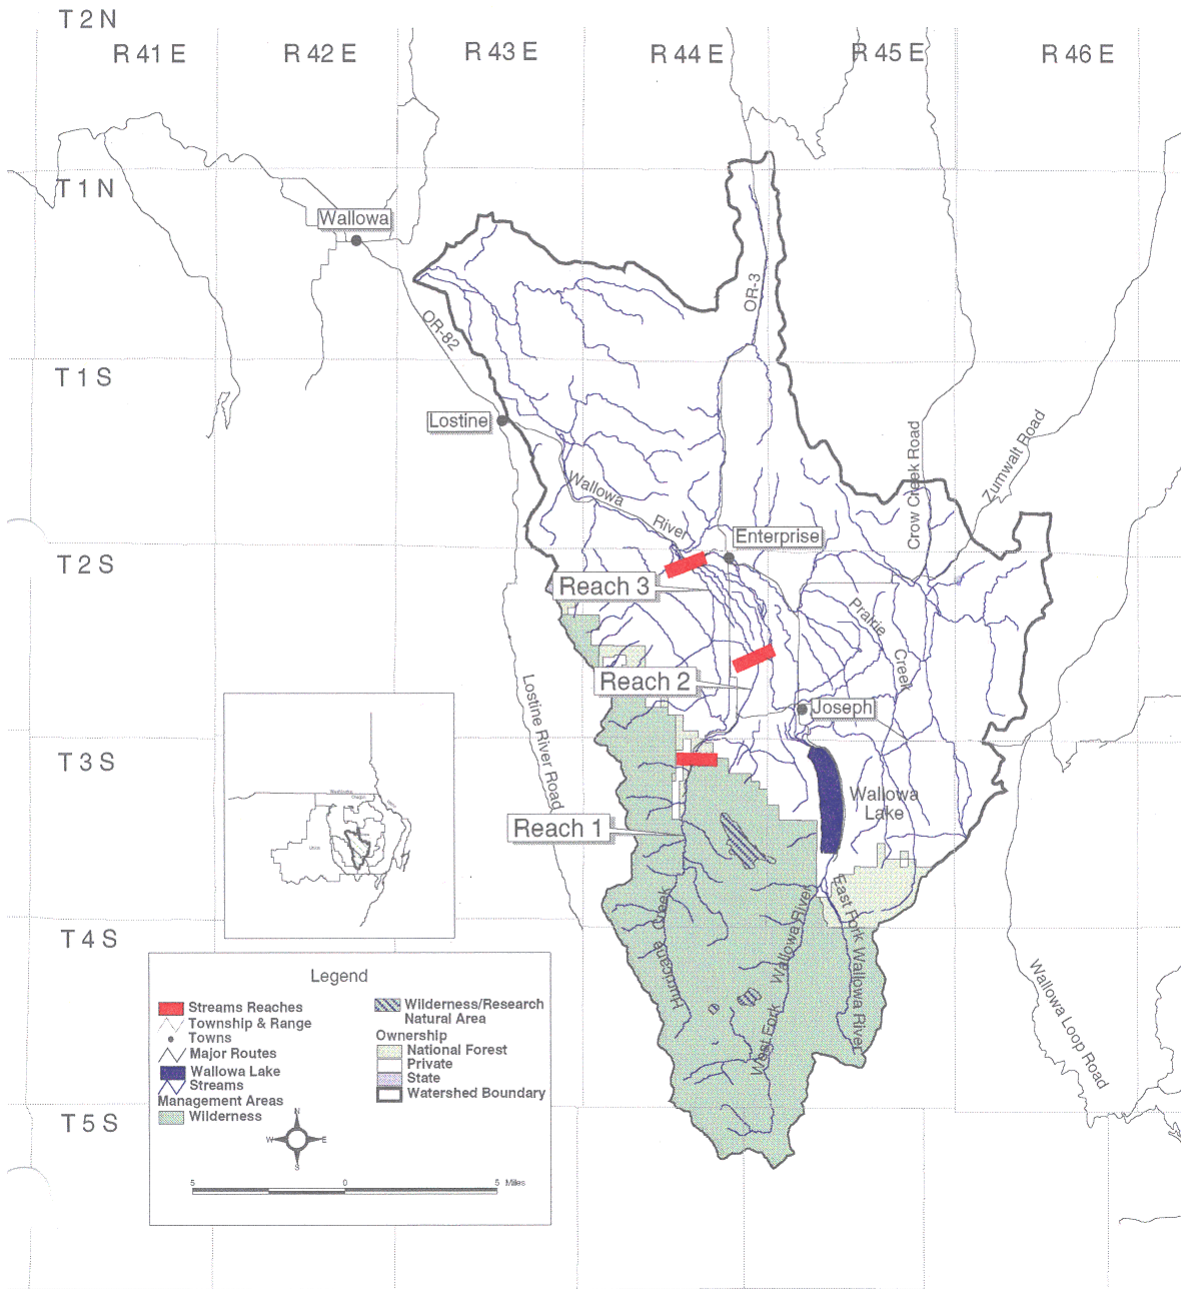 T 2 N
R 41 E
R 42 E
R 43 E
R 44 E
R 45 E
R 46 E
T 1 N
Wallowa
OR-3
OR-82
T 1 S
Lostine
Zumwalt Road
Crow Creek Road
Wallowa
River
Enterprise
T 2 S
Reach 3
Prairie
Creek
Reach 2
Joseph
Lostine River Road
T 3 S
Wallowa
Lake
Reach 1
Hurricane Creek
West Fork Wallowa River
East Fork Wallowa River
T 4 S
Wallowa Loop Road
T 5 S
Legend
Streams Reaches
Township & Range
Towns
Major Routes
Wallowa Lake
Streams
Management Areas
Wilderness
Wilderness/Research
Natural Area
Ownership
National Forest
Private
State
Watershed Boundary
N
W
E
S
5
0
5
Miles